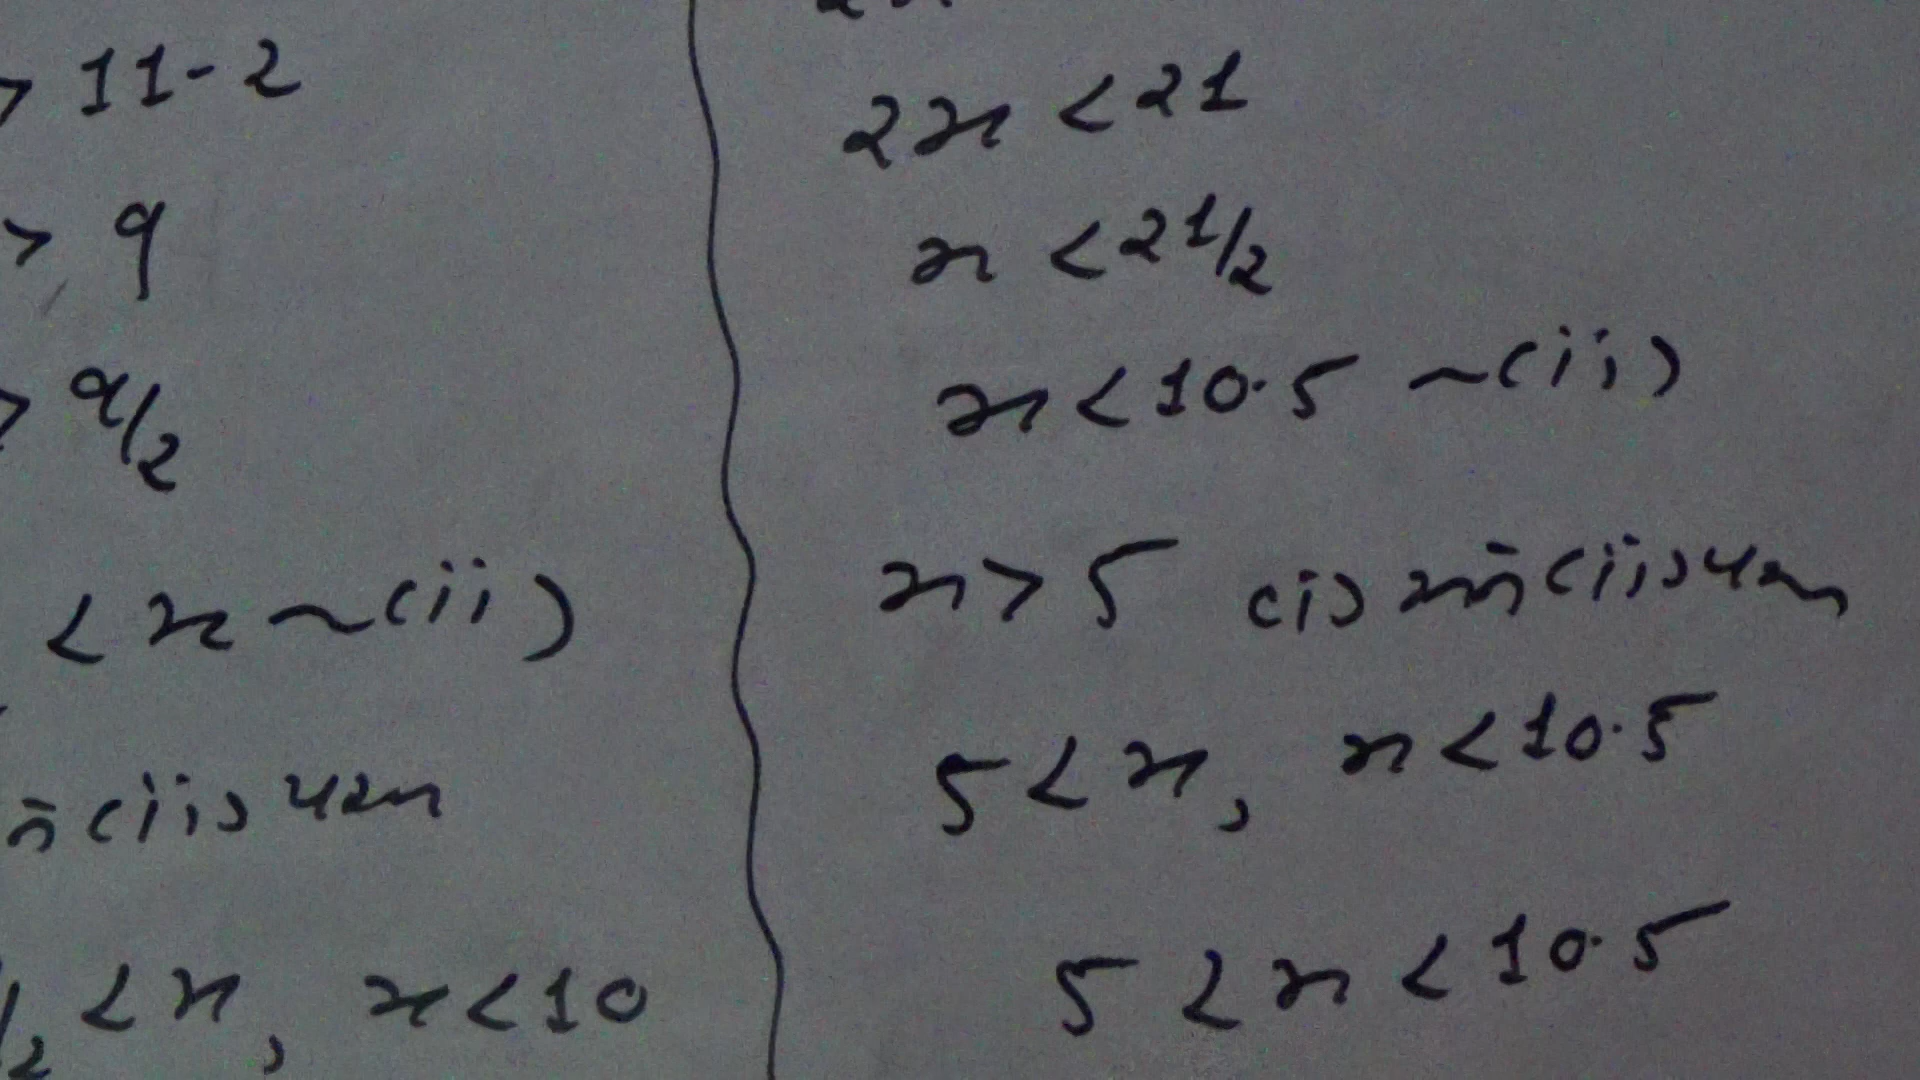 > 11-2
> 9
> 9/2
< x ~(ii)
(ii)
/2 < x, x < 10
2x < 21
x < 21/2
x < 10.5 ~(ii)
x > 5 (i) (ii)
5 < x, x < 10.5
5 < x < 10.5